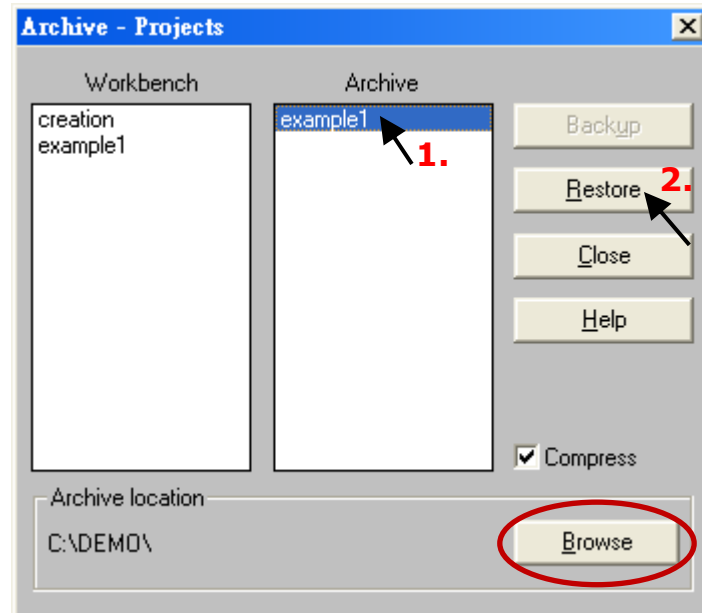 Archive - Projects
Workbench
Archive
creation
example1
example1
1.
Backup
Restore
2.
Close
Help
Compress
Archive location
C:\DEMO\
Browse